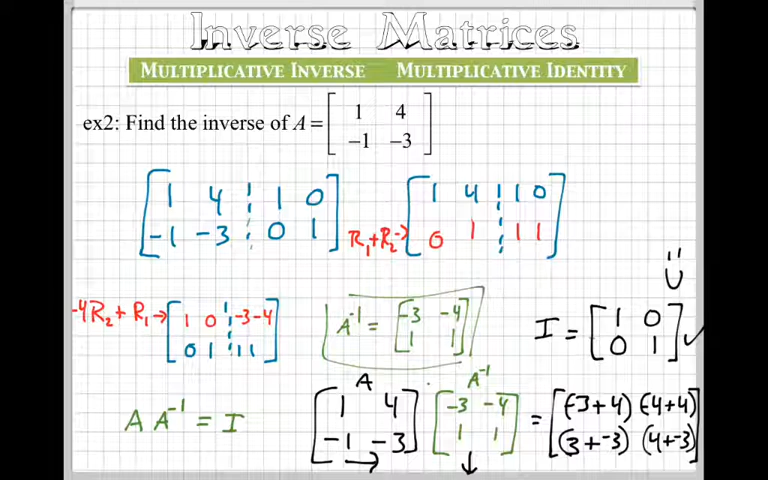 Inverse Matrices
MULTIPLICATIVE INVERSE MULTIPLICATIVE IDENTITY
ex2: Find the inverse of A = [ 1 4
−1 −3 ]
[ 1 4 ¦ 1 0
-1 -3 ¦ 0 1 ]
R₁+R₂→ [ 1 4 ¦ 1 0
0 1 ¦ 1 1 ]
-4R₂ + R₁→ [ 1 0 ¦ -3 -4
0 1 ¦ 1 1 ]
A⁻¹ = [ -3 -4
1 1 ]
I = [ 1 0
0 1 ] ✓
A A⁻¹ = I
A A⁻¹
[ 1 4
-1 -3 ] [ -3 -4
1 1 ] = [ (-3+4) (-4+4)
(3+-3) (4+-3) ]